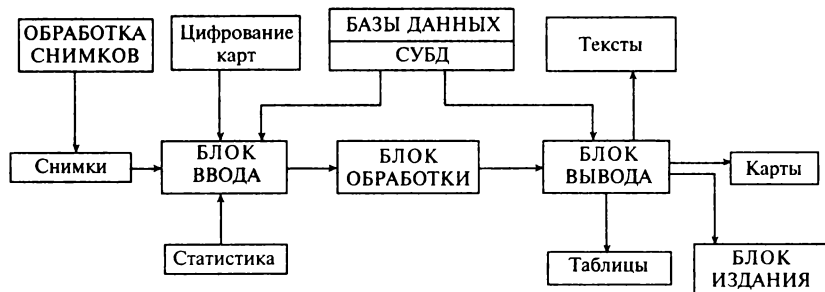 ОБРАБОТКА
СНИМКОВ
Цифрование
карт
БАЗЫ ДАННЫХ
СУБД
Тексты
Снимки
БЛОК
ВВОДА
БЛОК
ОБРАБОТКИ
БЛОК
ВЫВОДА
Карты
Статистика
Таблицы
БЛОК
ИЗДАНИЯ